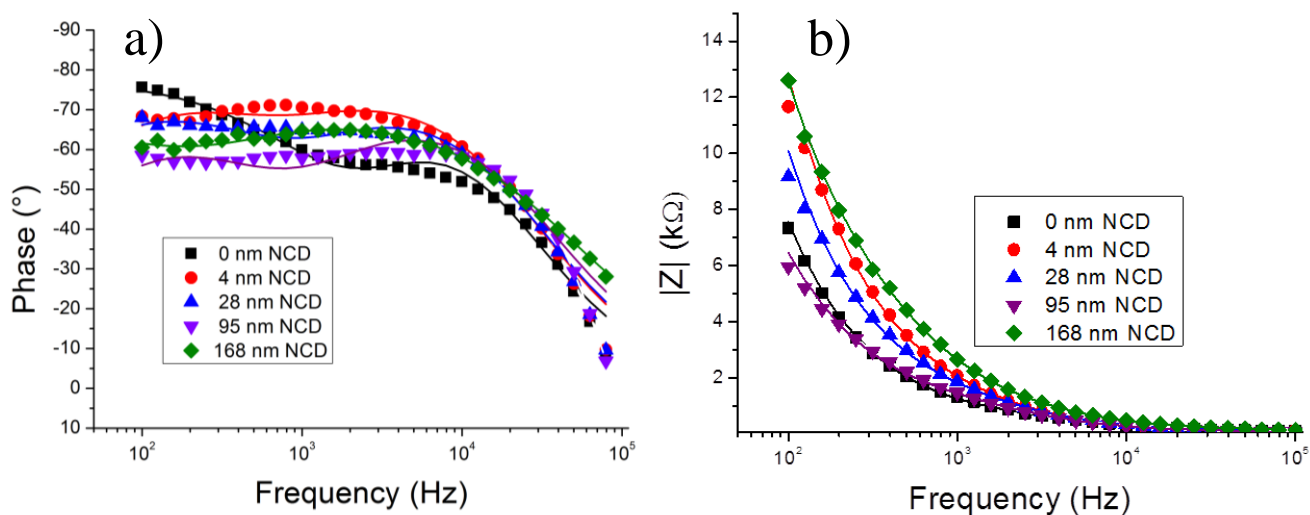 a)
-90
-80
-70
-60
-50
-40
-30
-20
-10
0
10
Phase (°)
0 nm NCD
4 nm NCD
28 nm NCD
95 nm NCD
168 nm NCD
10² 10³ 10⁴ 10⁵
Frequency (Hz)
b)
14
12
10
8
6
4
2
|Z| (kΩ)
0 nm NCD
4 nm NCD
28 nm NCD
95 nm NCD
168 nm NCD
10² 10³ 10⁴ 10⁵
Frequency (Hz)